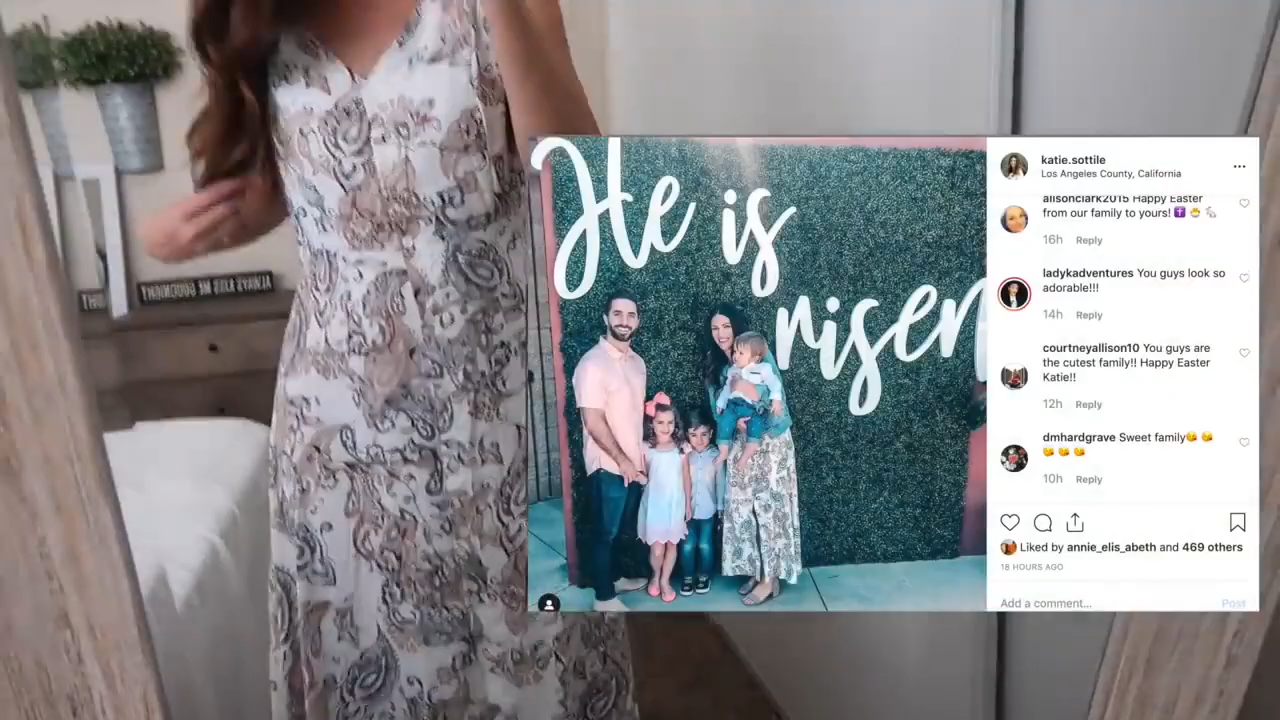 He is
risen
ALWAYS KISS ME GOODNIGHT
katie.sottile
Los Angeles County, California
alisonclark2015 Happy Easter
from our family to yours! ✝️ 🐣 🐇
16h Reply
ladykadventures You guys look so
adorable!!!
14h Reply
courtneyallison10 You guys are
the cutest family!! Happy Easter
Katie!!
12h Reply
dmhardgrave Sweet family😘 😘
😘 😘 😘
10h Reply
Liked by annie_elis_abeth and 469 others
18 HOURS AGO
Add a comment... Post